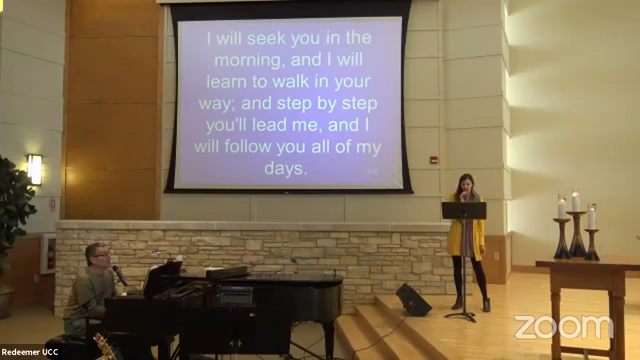 I will seek you in the
morning, and I will
learn to walk in your
way; and step by step
you'll lead me, and I
will follow you all of my
days.
zoom
Redeemer UCC